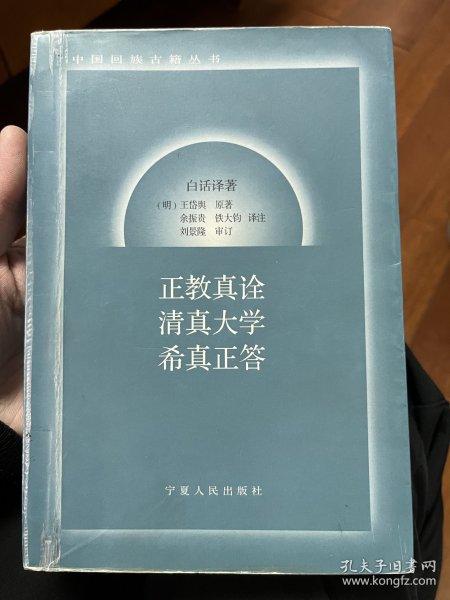 中国回族古籍丛书
白话译著
(明) 王岱舆 原著
余振贵 铁大钧 译注
刘景隆 审订
正教真诠
清真大学
希真正答
宁夏人民出版社
孔夫子旧书网
www.kongfz.com